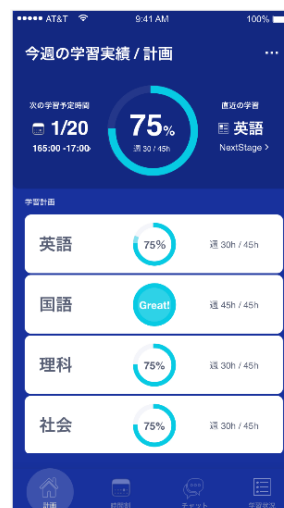 ●●●●● AT&T 9:41 AM 100%
今週の学習実績 / 計画
次の学習予定時間
1/20
165:00 -17:00
75%
週 30 / 45h
直近の学習
英語
NextStage
学習計画
英語 75% 週 30h / 45h
国語 Great! 週 45h / 45h
理科 75% 週 30h / 45h
社会 75% 週 30h / 45h
計画 時間割 チャット 学習状況